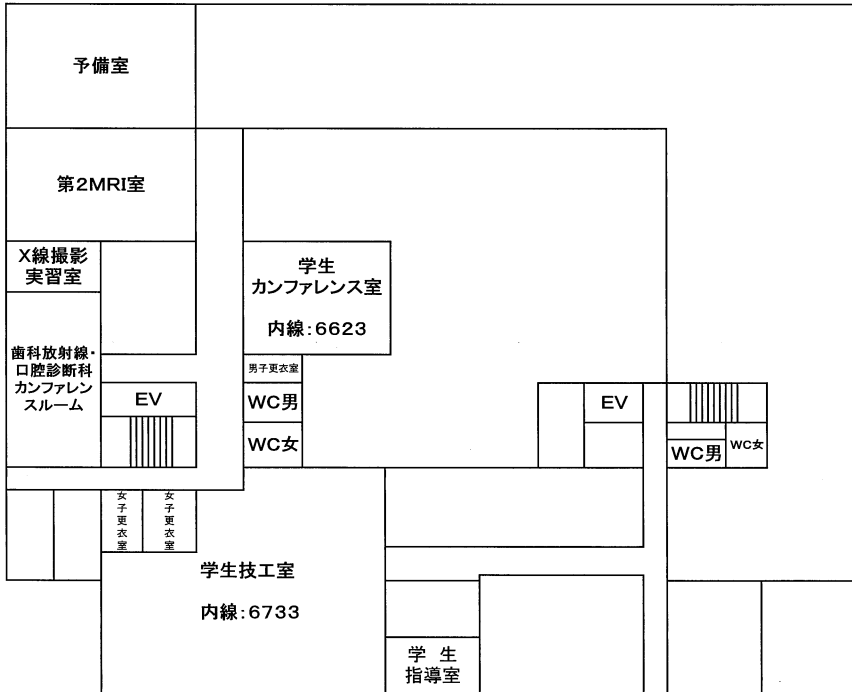 予備室
第2MRI室
X線撮影
実習室
学生
カンファレンス室
内線:6623
歯科放射線・
口腔診断科
カンファレン
スルーム
男子更衣室
EV
WC男
WC女
EV
WC男
WC女
女子更衣室
女子更衣室
学生技工室
内線:6733
学 生
指導室